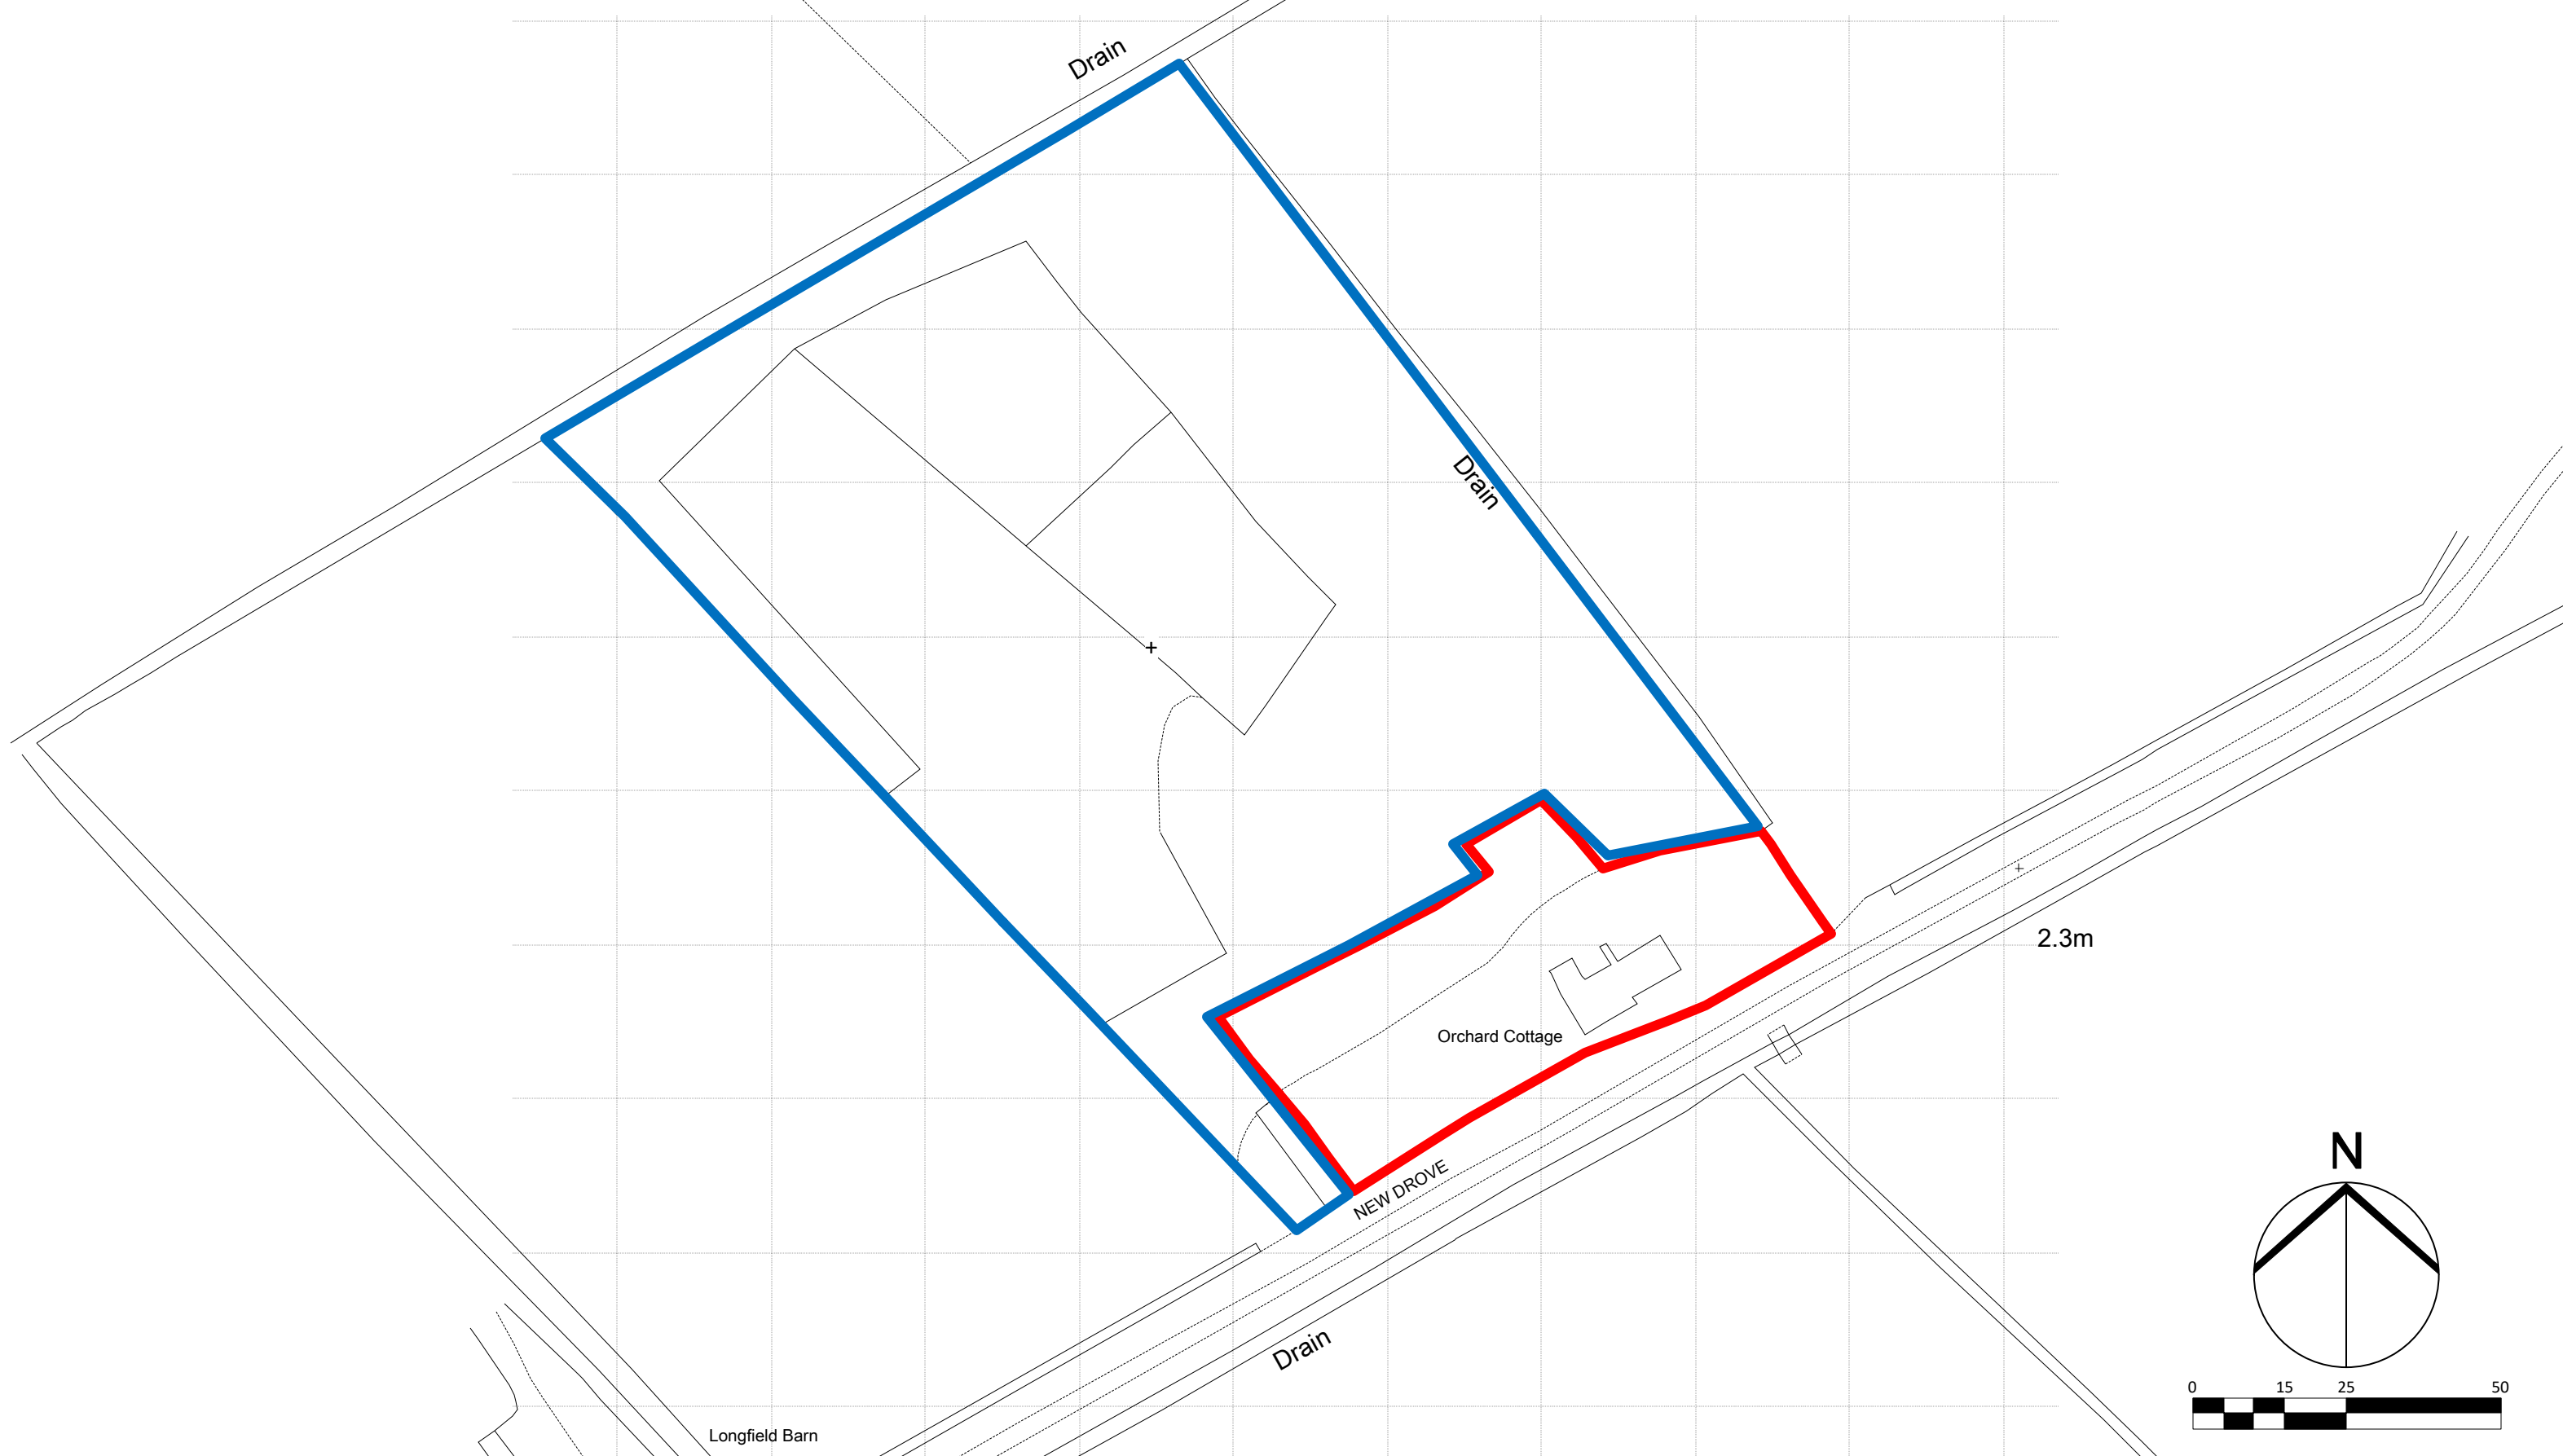 Drain
Drain
2.3m
Orchard Cottage
NEW DROVE
N
Drain
0 15 25 50
Longfield Barn